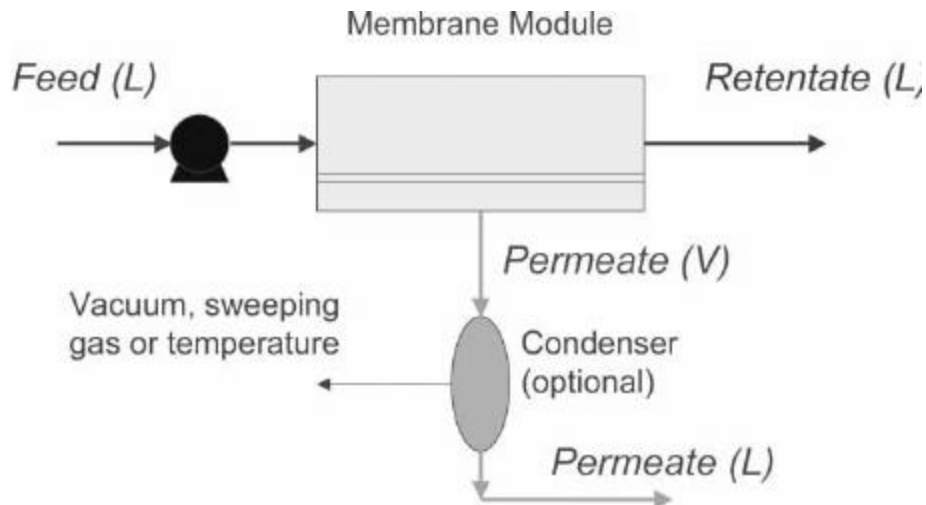 Membrane Module
Feed (L)
Retentate (L)
Permeate (V)
Vacuum, sweeping
gas or temperature
Condenser
(optional)
Permeate (L)